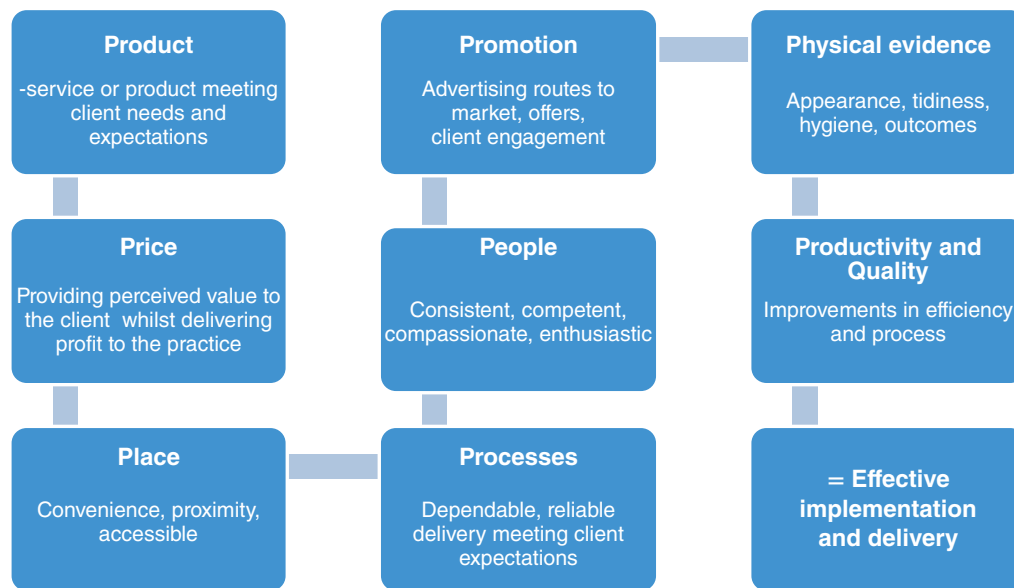 Product
-service or product meeting
client needs and
expectations
Price
Providing perceived value to
the client whilst delivering
profit to the practice
Place
Convenience, proximity,
accessible
Processes
Dependable, reliable
delivery meeting client
expectations
People
Consistent, competent,
compassionate, enthusiastic
Promotion
Advertising routes to
market, offers,
client engagement
Physical evidence
Appearance, tidiness,
hygiene, outcomes
Productivity and
Quality
Improvements in efficiency
and process
= Effective
implementation
and delivery